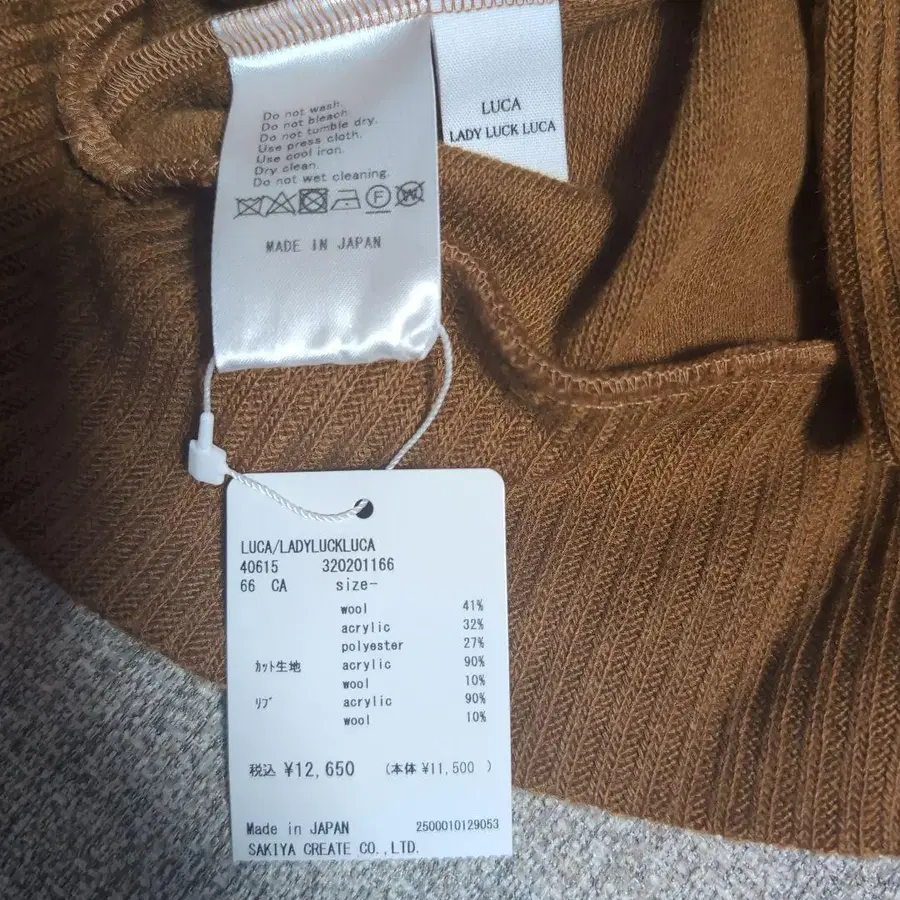 Do not wash.
Do not bleach.
Do not tumble dry.
Use press cloth.
Use cool iron.
Dry clean.
Do not wet cleaning.
F W
MADE IN JAPAN
LUCA
LADY LUCK LUCA
LUCA/LADYLUCKLUCA
40615 320201166
66 CA size-
wool 41%
acrylic 32%
polyester 27%
ｶｯﾄ生地 acrylic 90%
wool 10%
ﾘﾌﾞ acrylic 90%
wool 10%
税込 ¥12,650 (本体 ¥11,500 )
Made in JAPAN 2500010129053
SAKIYA CREATE CO.,LTD.